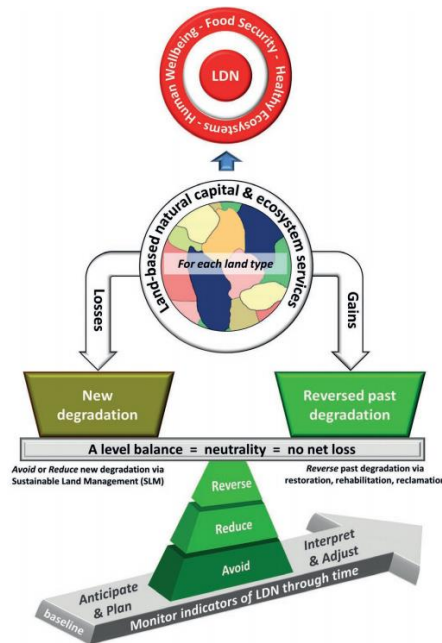 Human Wellbeing - Food Security - Healthy Ecosystems -
LDN
Land-based natural capital & ecosystem services
For each land type
Losses
Gains
New
degradation
Reversed past
degradation
A level balance = neutrality = no net loss
Avoid or Reduce new degradation via
Sustainable Land Management (SLM)
Reverse past degradation via
restoration, rehabilitation, reclamation
Reverse
Reduce
Avoid
Anticipate
& Plan
Interpret
& Adjust
baseline
Monitor indicators of LDN through time